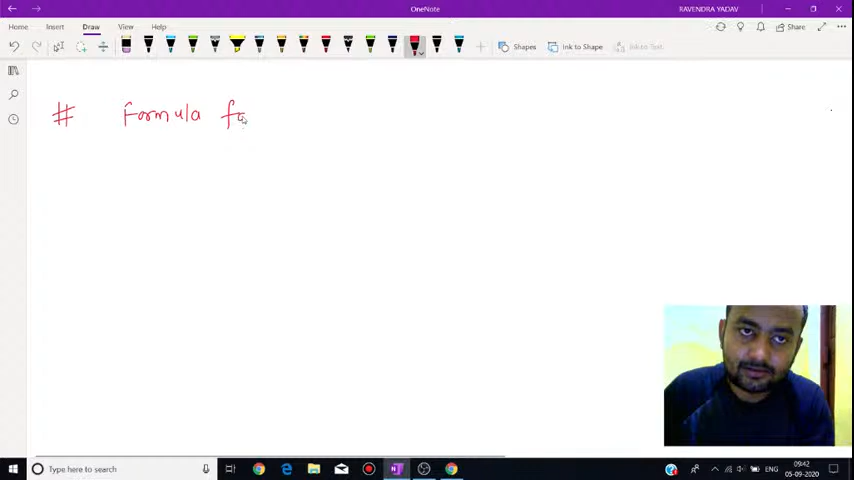 OneNote
RAVENDRA YADAV
Home Insert Draw View Help
Shapes Ink to Shape Ink to Text Share
# Formula fo
Type here to search
ENG
09:42
05-09-2020